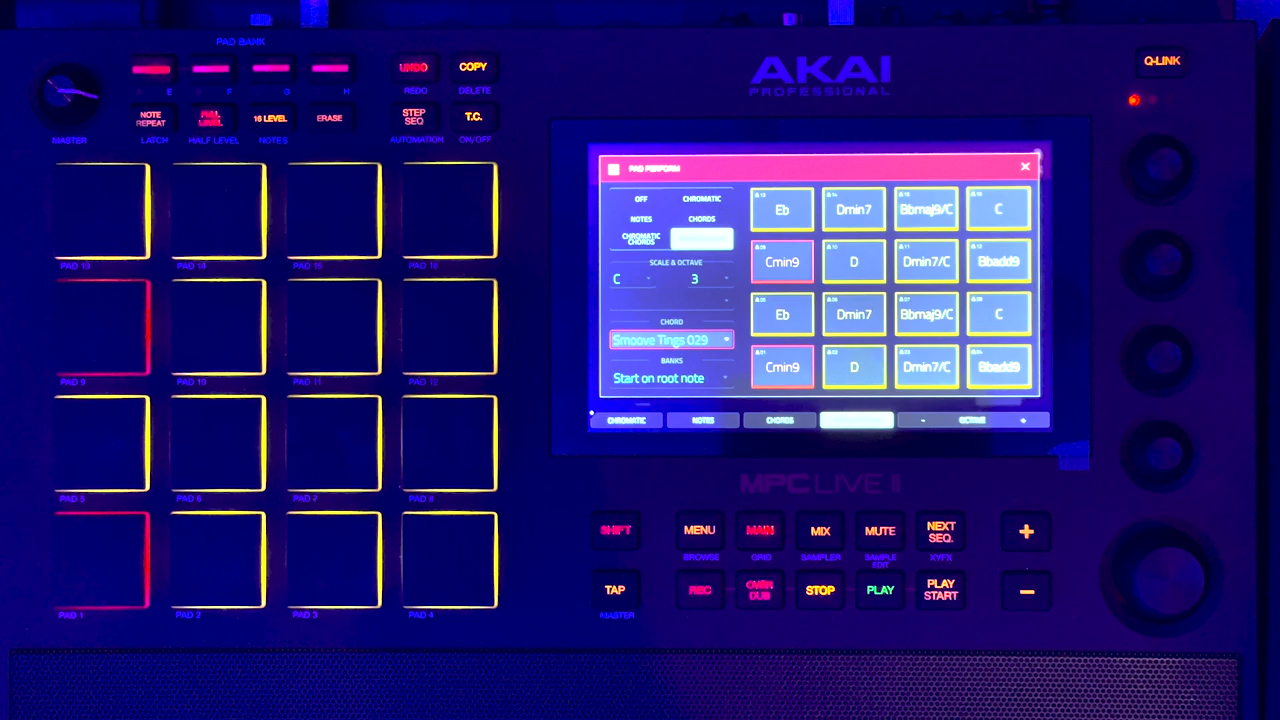 PAD BANK
UNDO COPY
A E B F G H REDO DELETE
NOTE REPEAT FULL LEVEL 16 LEVEL ERASE STEP SEQ T.C.
MASTER LATCH HALF LEVEL NOTES AUTOMATION ON/OFF
PAD 13 PAD 14 PAD 15 PAD 16
PAD 9 PAD 10 PAD 11 PAD 12
PAD 5 PAD 6 PAD 7 PAD 8
PAD 1 PAD 2 PAD 3 PAD 4
AKAI
PROFESSIONAL
Q-LINK
PAD PERFORM
OFF CHROMATIC
NOTES CHORDS
CHROMATIC CHORDS
SCALE & OCTAVE
C 3
CHORD
Smoove Tings 029
BANKS
Start on root note
Eb Dmin7 Bbmaj9/C C
Cmin9 D Dmin7/C Bbadd9
Eb Dmin7 Bbmaj9/C C
Cmin9 D Dmin7/C Bbadd9
CHROMATIC NOTES CHORDS - OCTAVE +
MPC LIVE II
SHIFT MENU MAIN MIX MUTE NEXT SEQ. +
BROWSE GRID SAMPLER SAMPLE EDIT XYFX
TAP REC OVER DUB STOP PLAY PLAY START −
MASTER